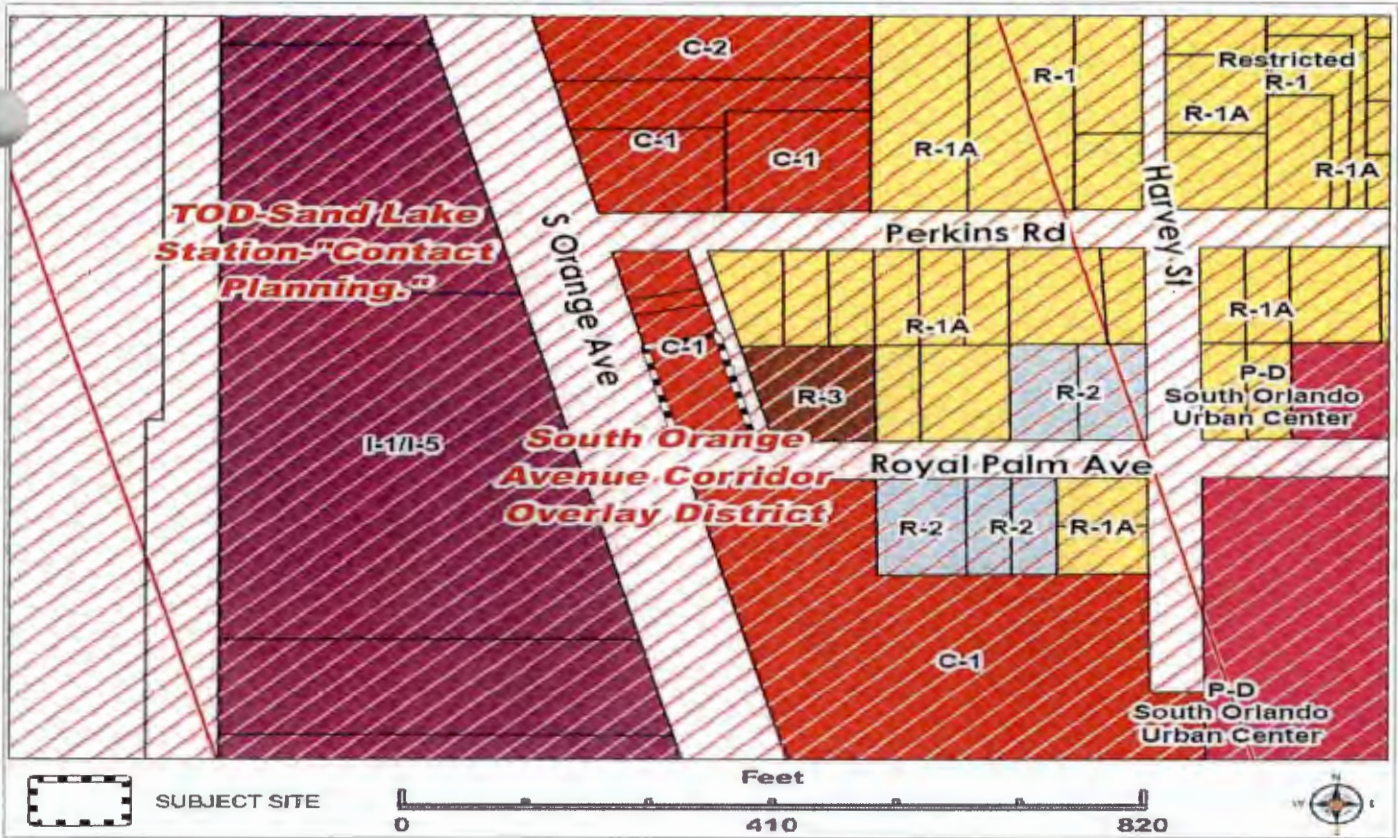 C-2
R-1
Restricted
R-1
R-1A
C-1
C-1
R-1A
R-1A
Harvey St.
TOD-Sand Lake
Station-"Contact
Planning."
S Orange Ave
Perkins Rd
R-1A
R-1A
C-1
P-D
South Orlando
Urban Center
R-3
R-2
I-1/I-5
South Orange
Avenue Corridor
Overlay District
Royal Palm Ave
R-2
R-2
R-1A
C-1
P-D
South Orlando
Urban Center
SUBJECT SITE
Feet
0
410
820
N
W
E